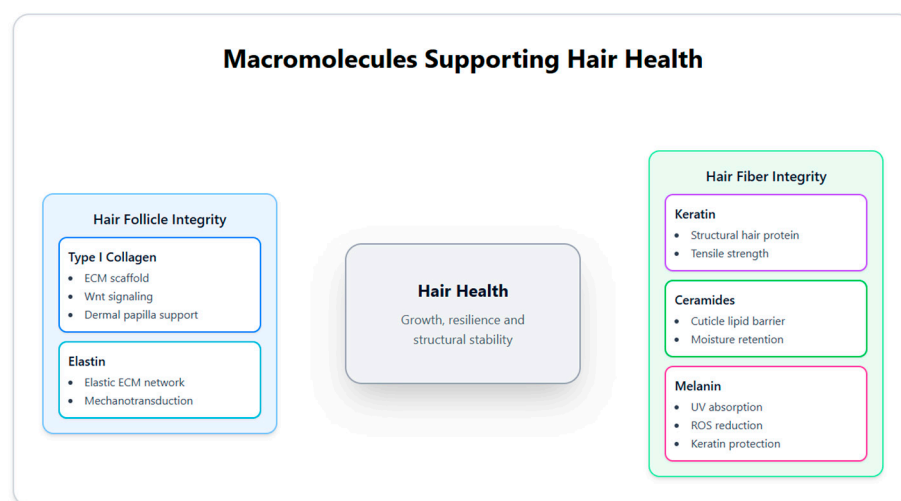 Macromolecules Supporting Hair Health
Hair Follicle Integrity
Type I Collagen
ECM scaffold
Wnt signaling
Dermal papilla support
Elastin
Elastic ECM network
Mechanotransduction
Hair Health
Growth, resilience and
structural stability
Hair Fiber Integrity
Keratin
Structural hair protein
Tensile strength
Ceramides
Cuticle lipid barrier
Moisture retention
Melanin
UV absorption
ROS reduction
Keratin protection